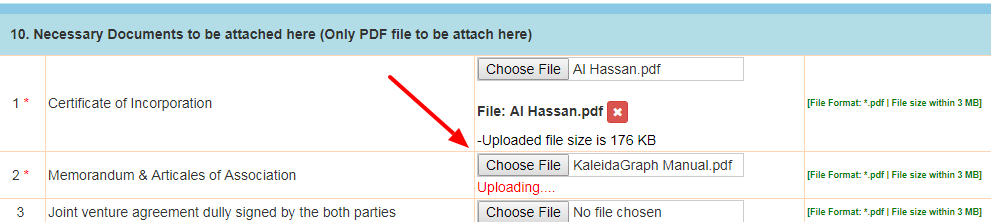 10. Necessary Documents to be attached here (Only PDF file to be attach here)
Choose File Al Hassan.pdf
1 * Certificate of Incorporation
File: Al Hassan.pdf
[File Format: *.pdf | File size within 3 MB]
-Uploaded file size is 176 KB
Choose File KaleidaGraph Manual.pdf
2 * Memorandum & Articales of Association
[File Format: *.pdf | File size within 3 MB]
Uploading....
3 Joint venture agreement dully signed by the both parties
Choose File No file chosen
[File Format: *.pdf | File size within 3 MB]